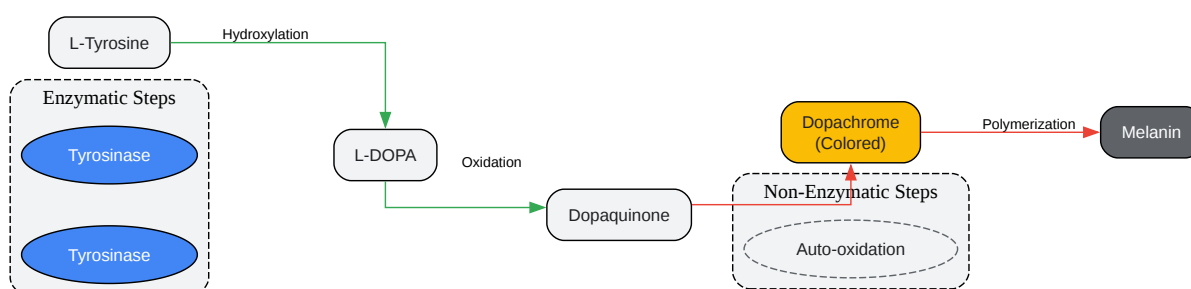 L-Tyrosine
Hydroxylation
Enzymatic Steps
Tyrosinase
Tyrosinase
L-DOPA
Oxidation
Dopaquinone
Dopachrome
(Colored)
Polymerization
Melanin
Non-Enzymatic Steps
Auto-oxidation